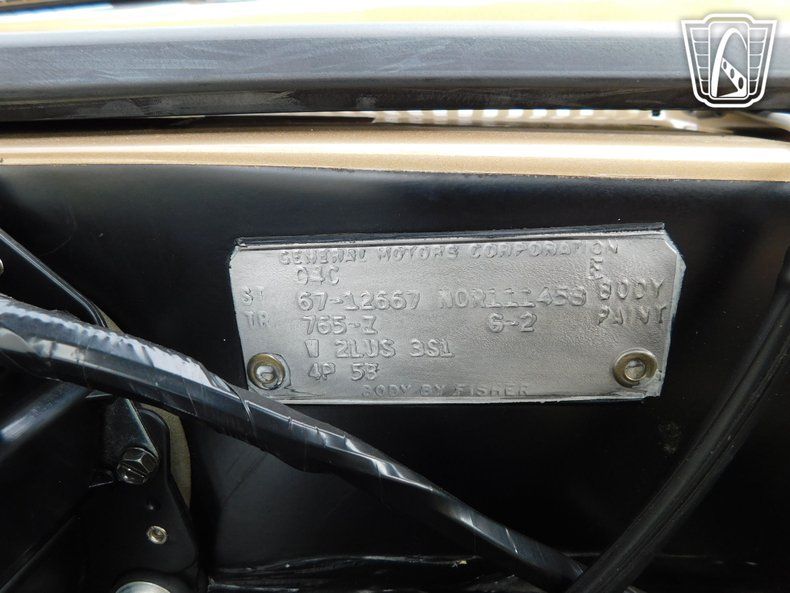 GENERAL MOTORS CORPORATION
04C E
ST 67-12667 NOR111458 BODY
TR 765-Z G-2 PAINT
W 2LUS 3S1
4P 5B
BODY BY FISHER